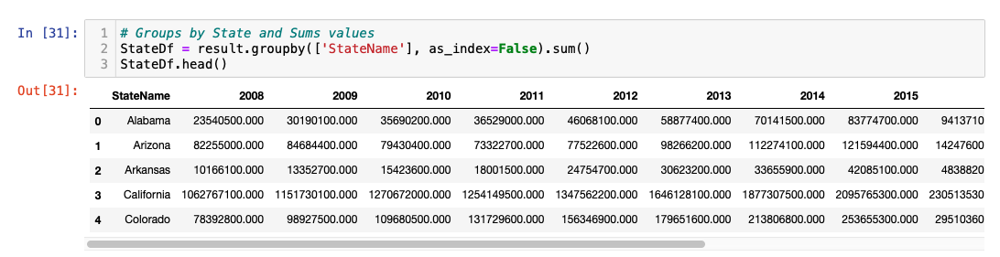 In [31]: 1 # Groups by State and Sums values
2 StateDf = result.groupby(['StateName'], as_index=False).sum()
3 StateDf.head()
Out[31]:
StateName 2008 2009 2010 2011 2012 2013 2014 2015
0 Alabama 23540500.000 30190100.000 35690200.000 36529000.000 46068100.000 58877400.000 70141500.000 83774700.000 9413710
1 Arizona 82255000.000 84684400.000 79430400.000 73322700.000 77522600.000 98266200.000 112274100.000 121594400.000 14247600
2 Arkansas 10166100.000 13352700.000 15423600.000 18001500.000 24754700.000 30623200.000 33655900.000 42085100.000 4838820
3 California 1062767100.000 1151730100.000 1270672000.000 1254149500.000 1347562200.000 1646128100.000 1877307500.000 2095765300.000 230513530
4 Colorado 78392800.000 98927500.000 109680500.000 131729600.000 156346900.000 179651600.000 213806800.000 253655300.000 29510360